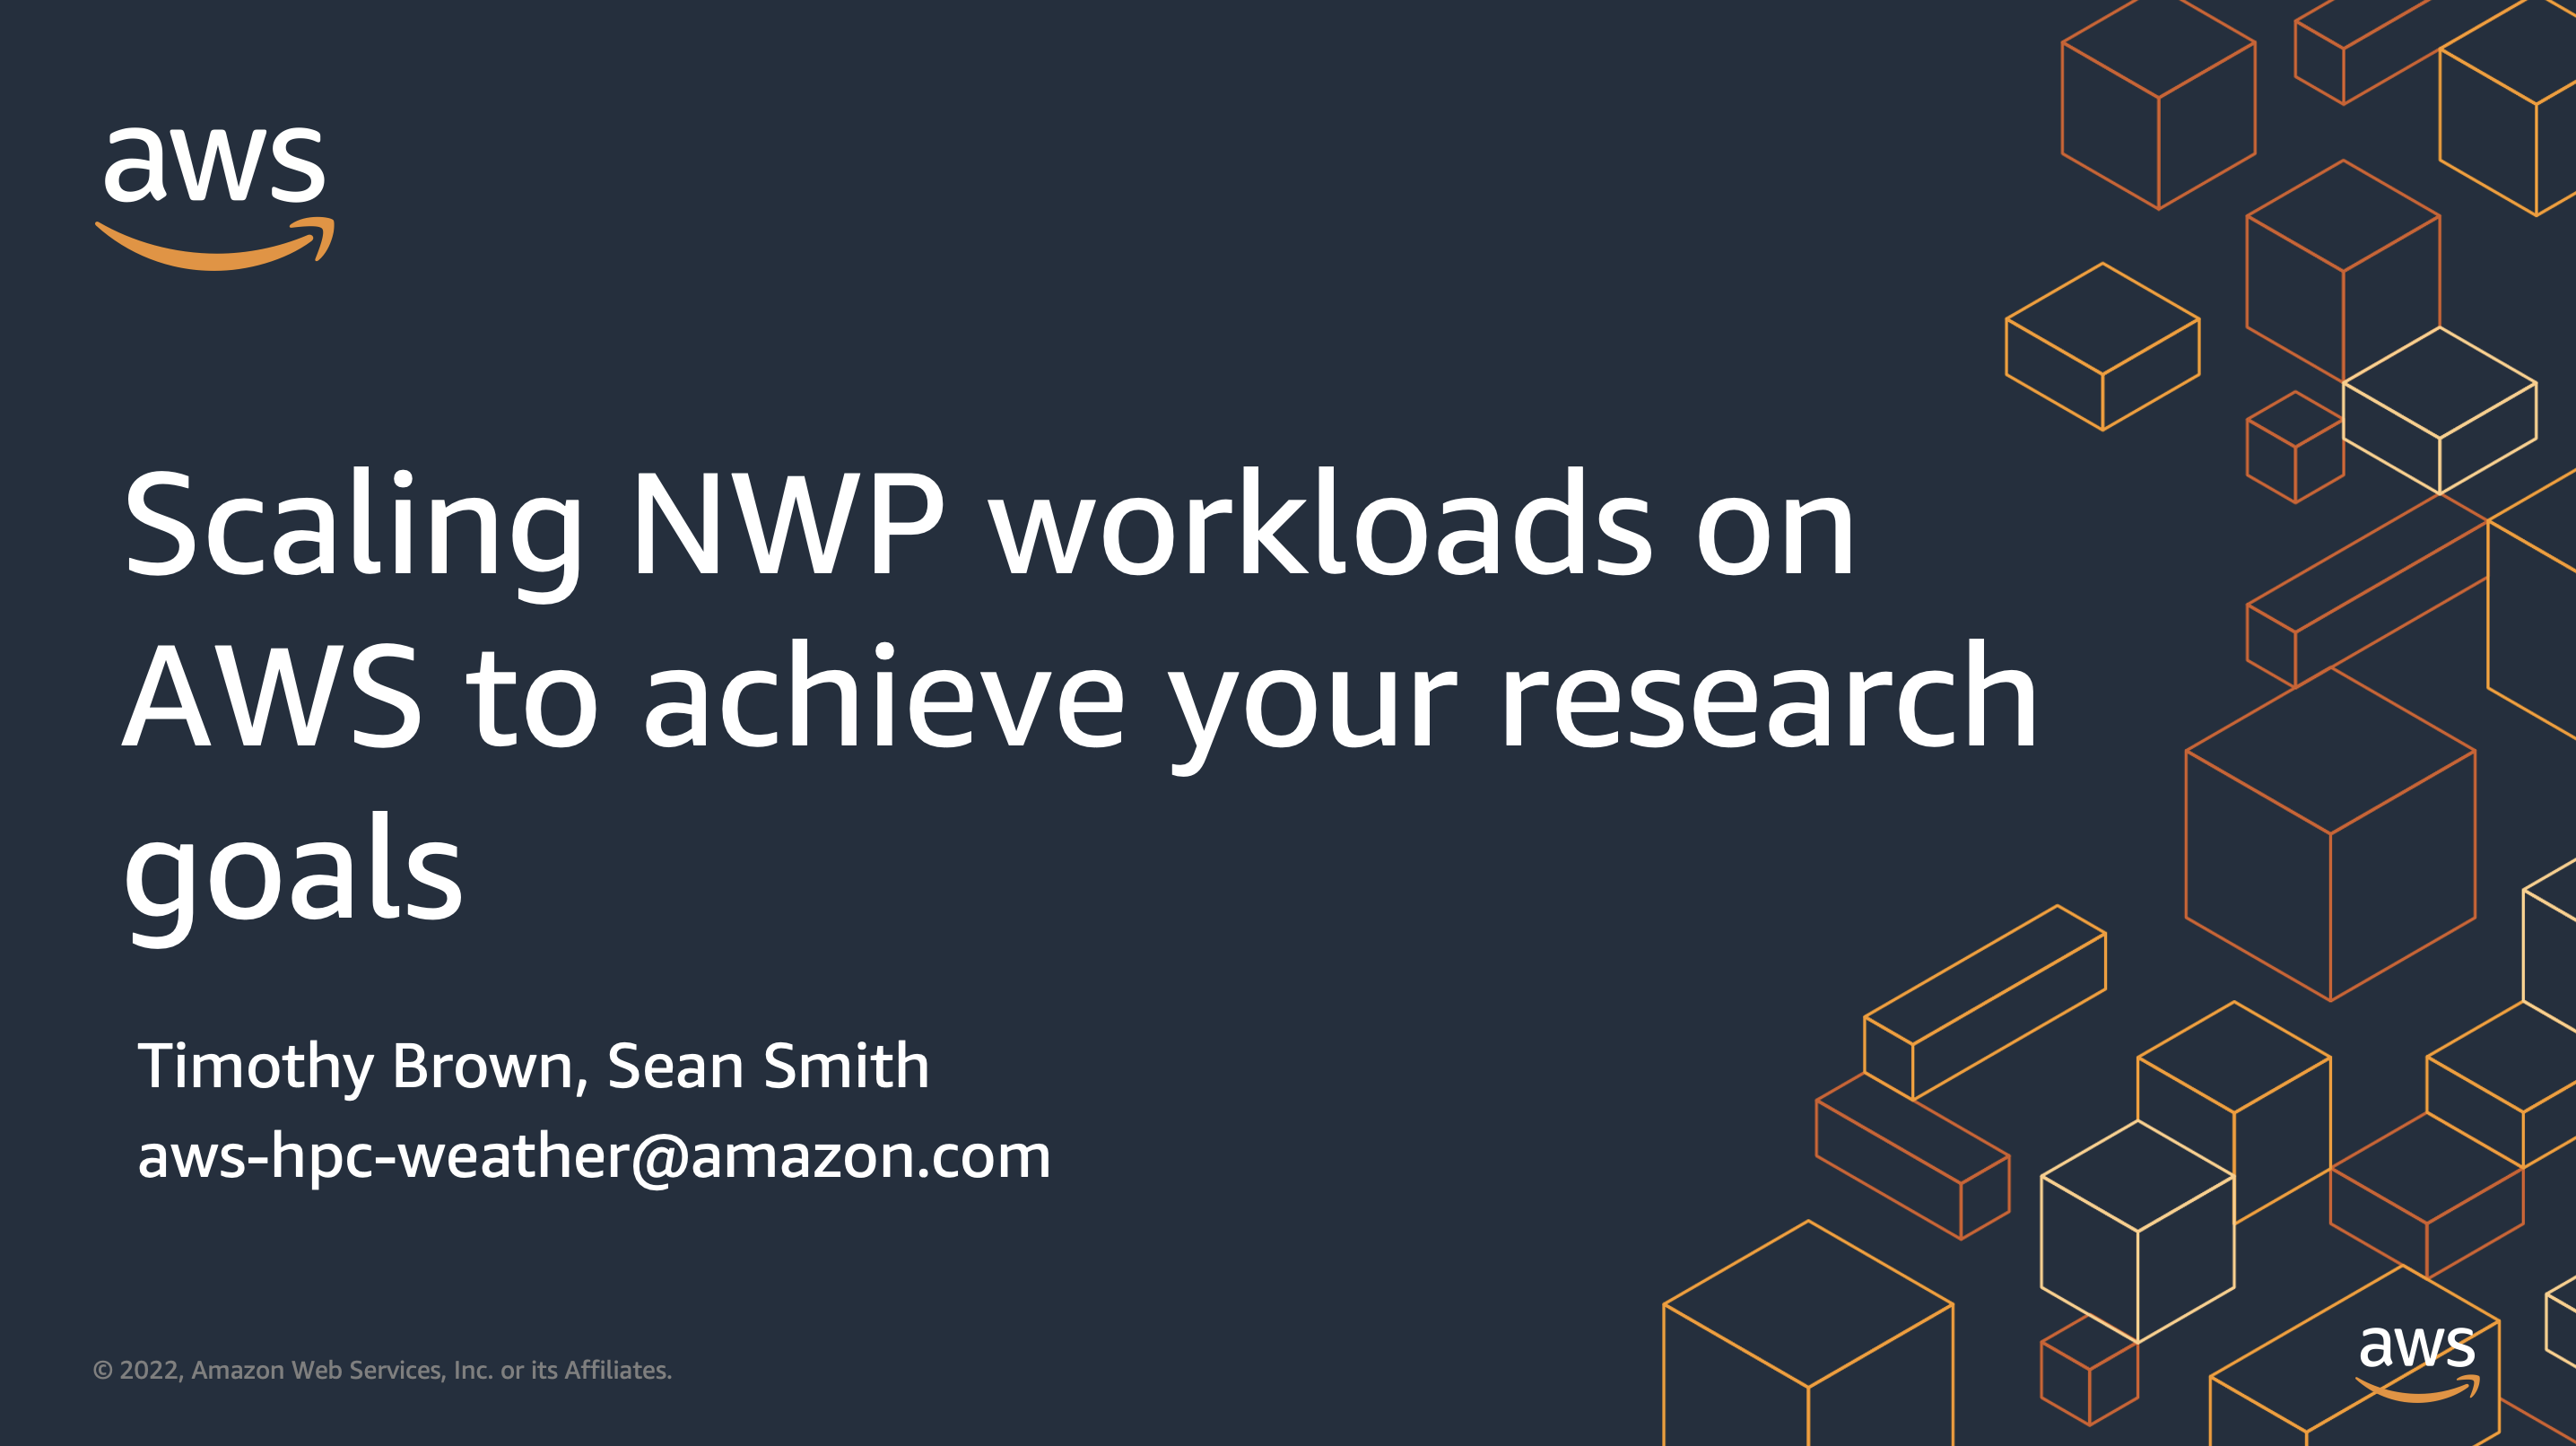 aws
Scaling NWP workloads on
AWS to achieve your research
goals
Timothy Brown, Sean Smith
aws-hpc-weather@amazon.com
© 2022, Amazon Web Services, Inc. or its Affiliates.
aws